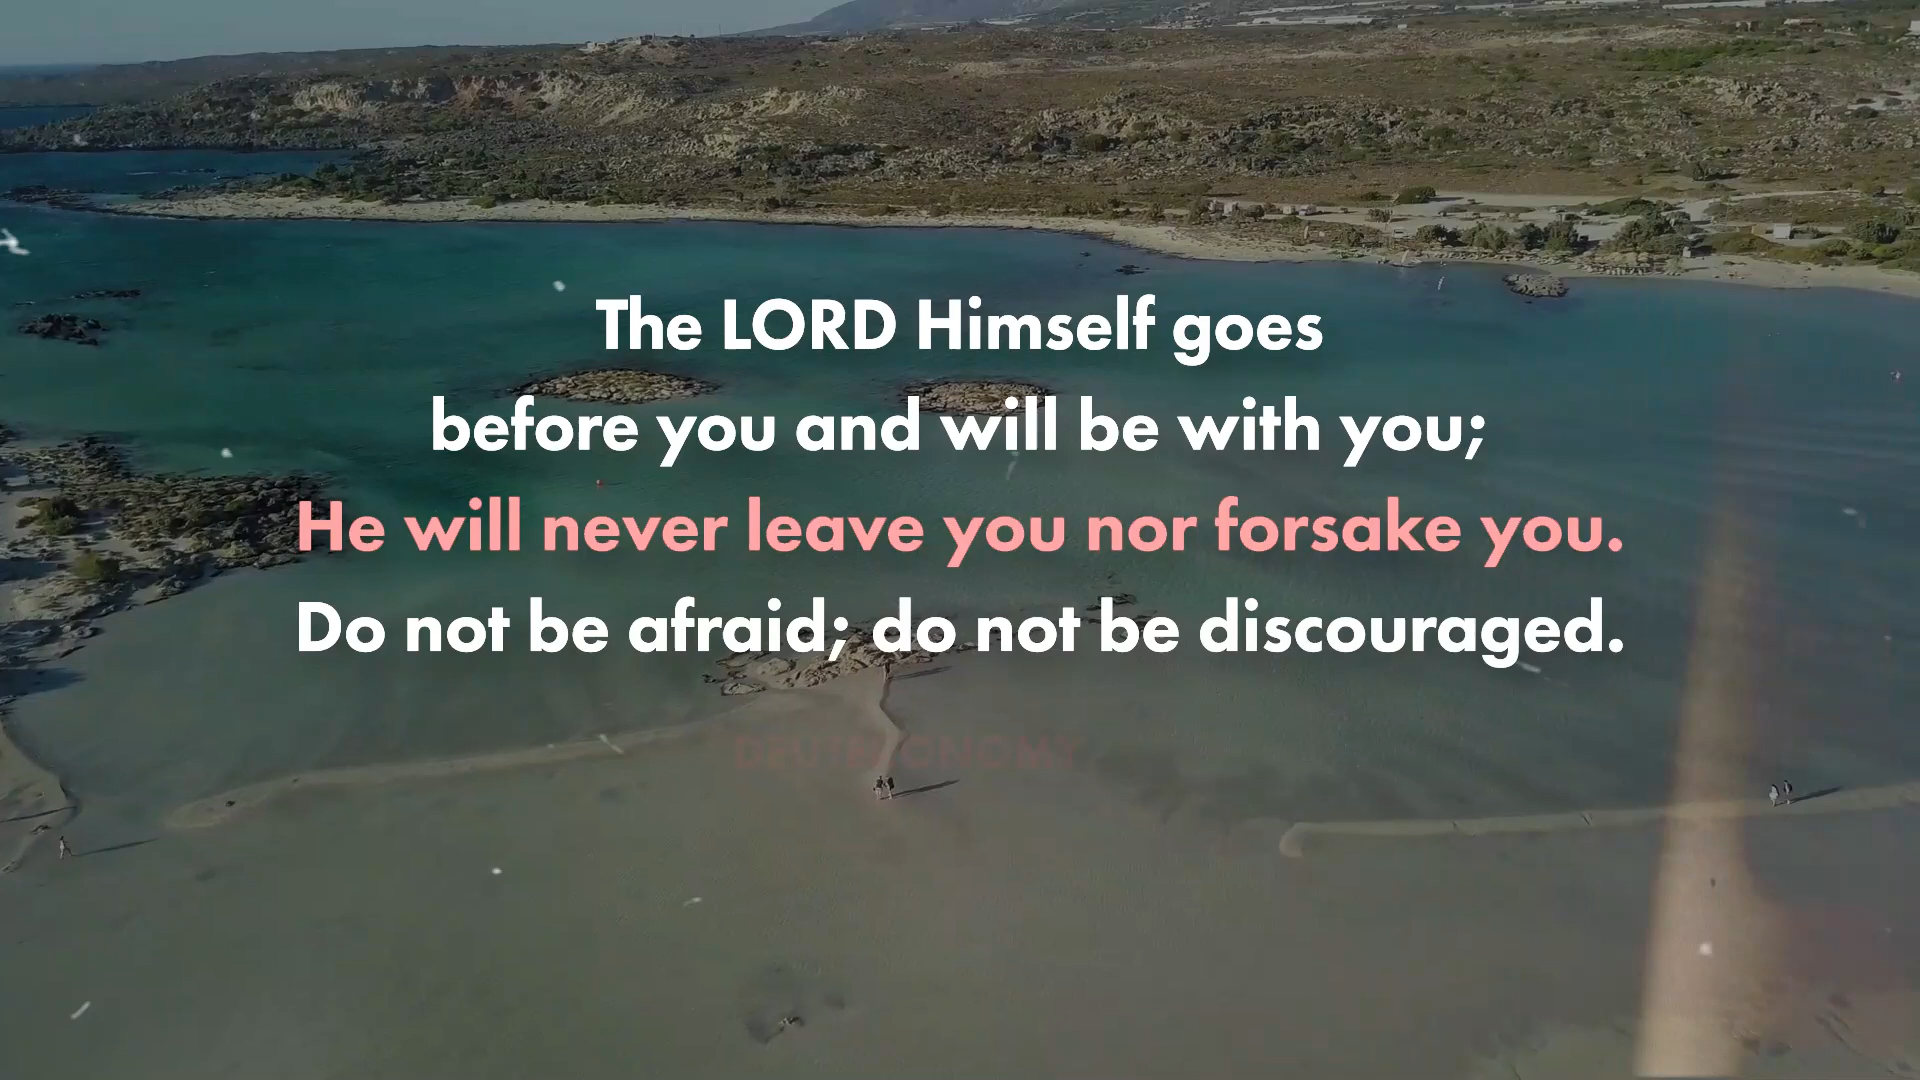 The LORD Himself goes
before you and will be with you;
He will never leave you nor forsake you.
Do not be afraid; do not be discouraged.
DEUTERONOMY